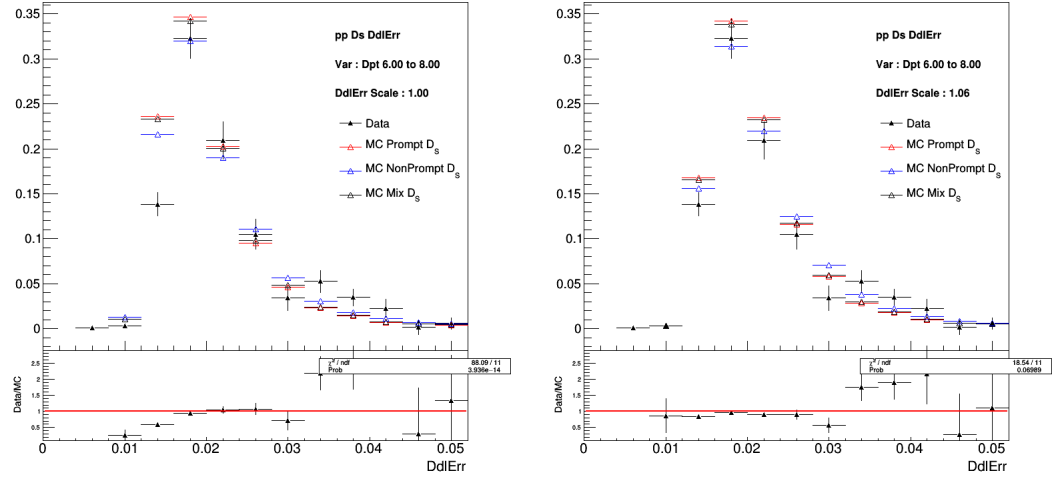 0.35
0.3
0.25
0.2
0.15
0.1
0.05
0
pp Ds DdlErr
Var : Dpt 6.00 to 8.00
DdlErr Scale : 1.00
Data
MC Prompt D_s
MC NonPrompt D_s
MC Mix D_s
Data/MC
2.5
2
1.5
1
0.5
χ² / ndf 88.09 / 11
Prob 3.936e-14
0 0.01 0.02 0.03 0.04 0.05
DdlErr
0.35
0.3
0.25
0.2
0.15
0.1
0.05
0
pp Ds DdlErr
Var : Dpt 6.00 to 8.00
DdlErr Scale : 1.06
Data
MC Prompt D_s
MC NonPrompt D_s
MC Mix D_s
Data/MC
2.5
2
1.5
1
0.5
χ² / ndf 18.54 / 11
Prob 0.06989
0 0.01 0.02 0.03 0.04 0.05
DdlErr